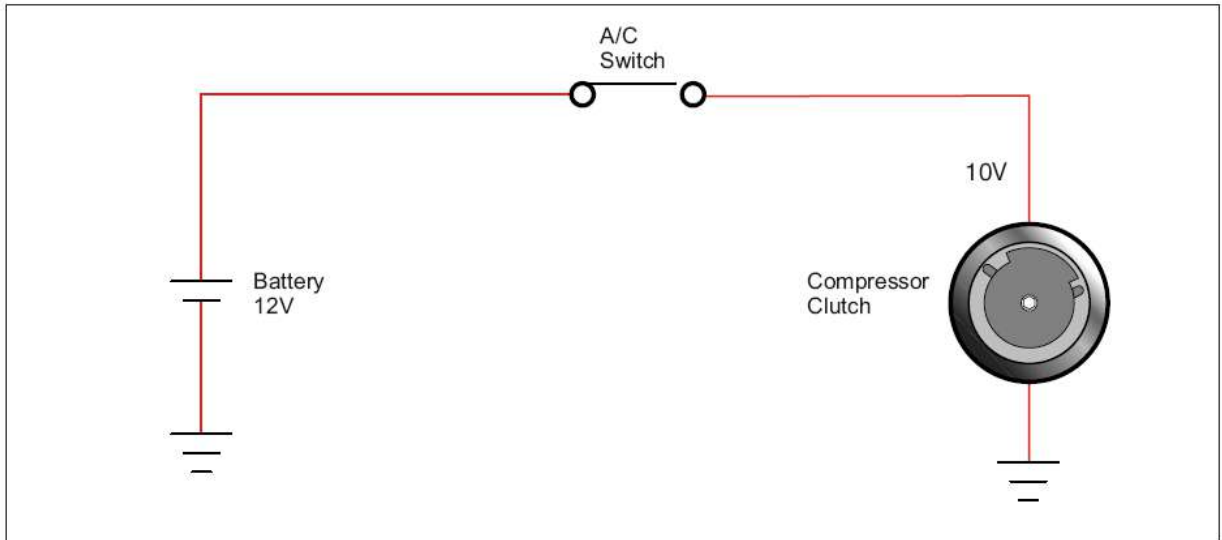 A/C
Switch
10V
Battery
12V
Compressor
Clutch